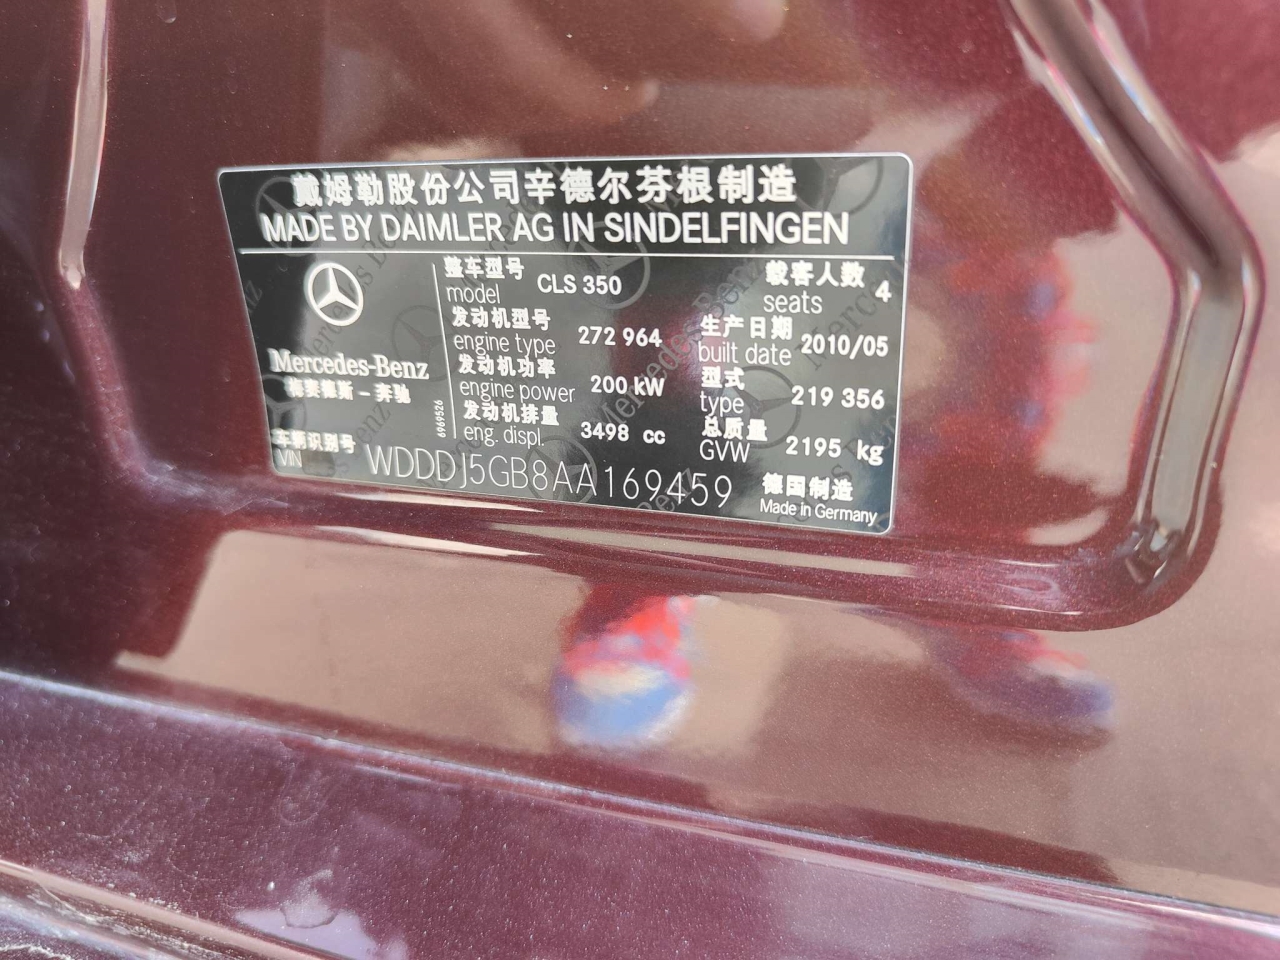 戴姆勒股份公司辛德尔芬根制造
MADE BY DAIMLER AG IN SINDELFINGEN
Mercedes-Benz
梅赛德斯－奔驰
6969526
整车型号
model CLS 350
载客人数
seats 4
发动机型号
engine type 272 964
生产日期
built date 2010/05
发动机功率
engine power 200 kW
型式
type 219 356
发动机排量
eng. displ. 3498 cc
总质量
GVW 2195 kg
车辆识别号
VIN WDDDJ5GB8AA169459
德国制造
Made in Germany